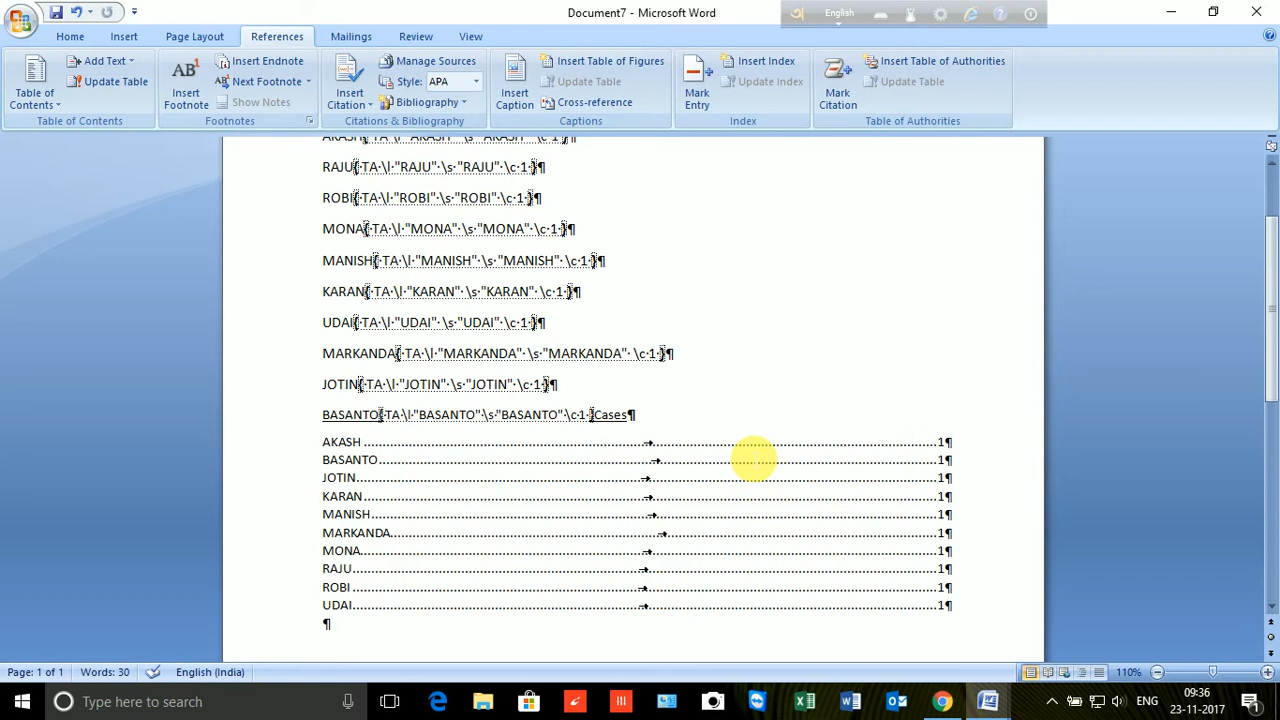 Document7 - Microsoft Word
English
Home Insert Page Layout References Mailings Review View
Table of Contents
Add Text
Update Table
Table of Contents
AB1
Insert Footnote
Insert Endnote
Next Footnote
Show Notes
Footnotes
Insert Citation
Manage Sources
Style: APA
Bibliography
Citations & Bibliography
Insert Caption
Insert Table of Figures
Update Table
Cross-reference
Captions
Mark Entry
Insert Index
Update Index
Index
Mark Citation
Insert Table of Authorities
Update Table
Table of Authorities
AKASH{·TA·\l·"AKASH"·\s·"AKASH"·\c·1·}¶
RAJU{·TA·\l·"RAJU"·\s·"RAJU"·\c·1·}¶
ROBI{·TA·\l·"ROBI"·\s·"ROBI"·\c·1·}¶
MONA{·TA·\l·"MONA"·\s·"MONA"·\c·1·}¶
MANISH{·TA·\l·"MANISH"·\s·"MANISH"·\c·1·}¶
KARAN{·TA·\l·"KARAN"·\s·"KARAN"·\c·1·}¶
UDAI{·TA·\l·"UDAI"·\s·"UDAI"·\c·1·}¶
MARKANDA{·TA·\l·"MARKANDA"·\s·"MARKANDA"·\c·1·}¶
JOTIN{·TA·\l·"JOTIN"·\s·"JOTIN"·\c·1·}¶
BASANTO{·TA·\l·"BASANTO"·\s·"BASANTO"·\c·1·}Cases¶
AKASH ........ → ........ 1¶
BASANTO ........ → ........ 1¶
JOTIN ........ → ........ 1¶
KARAN ........ → ........ 1¶
MANISH ........ → ........ 1¶
MARKANDA ........ → ........ 1¶
MONA ........ → ........ 1¶
RAJU ........ → ........ 1¶
ROBI ........ → ........ 1¶
UDAI ........ → ........ 1¶
¶
Page: 1 of 1 Words: 30 English (India) 110%
Type here to search
ENG
09:36
23-11-2017